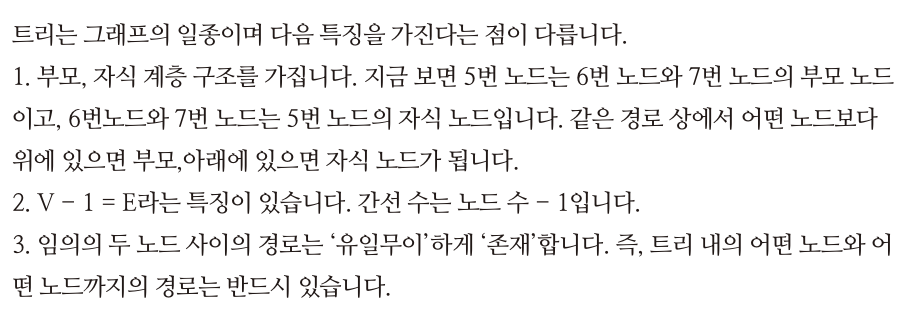 트리는 그래프의 일종이며 다음 특징을 가진다는 점이 다릅니다.
1. 부모, 자식 계층 구조를 가집니다. 지금 보면 5번 노드는 6번 노드와 7번 노드의 부모 노드
이고, 6번노드와 7번 노드는 5번 노드의 자식 노드입니다. 같은 경로 상에서 어떤 노드보다
위에 있으면 부모,아래에 있으면 자식 노드가 됩니다.
2. V - 1 = E라는 특징이 있습니다. 간선 수는 노드 수 - 1입니다.
3. 임의의 두 노드 사이의 경로는 ‘유일무이’하게 ‘존재’합니다. 즉, 트리 내의 어떤 노드와 어
떤 노드까지의 경로는 반드시 있습니다.